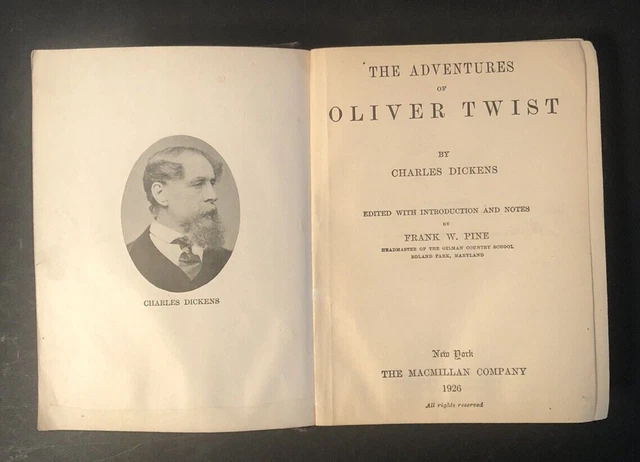 CHARLES DICKENS
THE ADVENTURES
OF
OLIVER TWIST
BY
CHARLES DICKENS
EDITED WITH INTRODUCTION AND NOTES
BY
FRANK W. PINE
HEADMASTER OF THE GILMAN COUNTRY SCHOOL
ROLAND PARK, MARYLAND
New York
THE MACMILLAN COMPANY
1926
All rights reserved